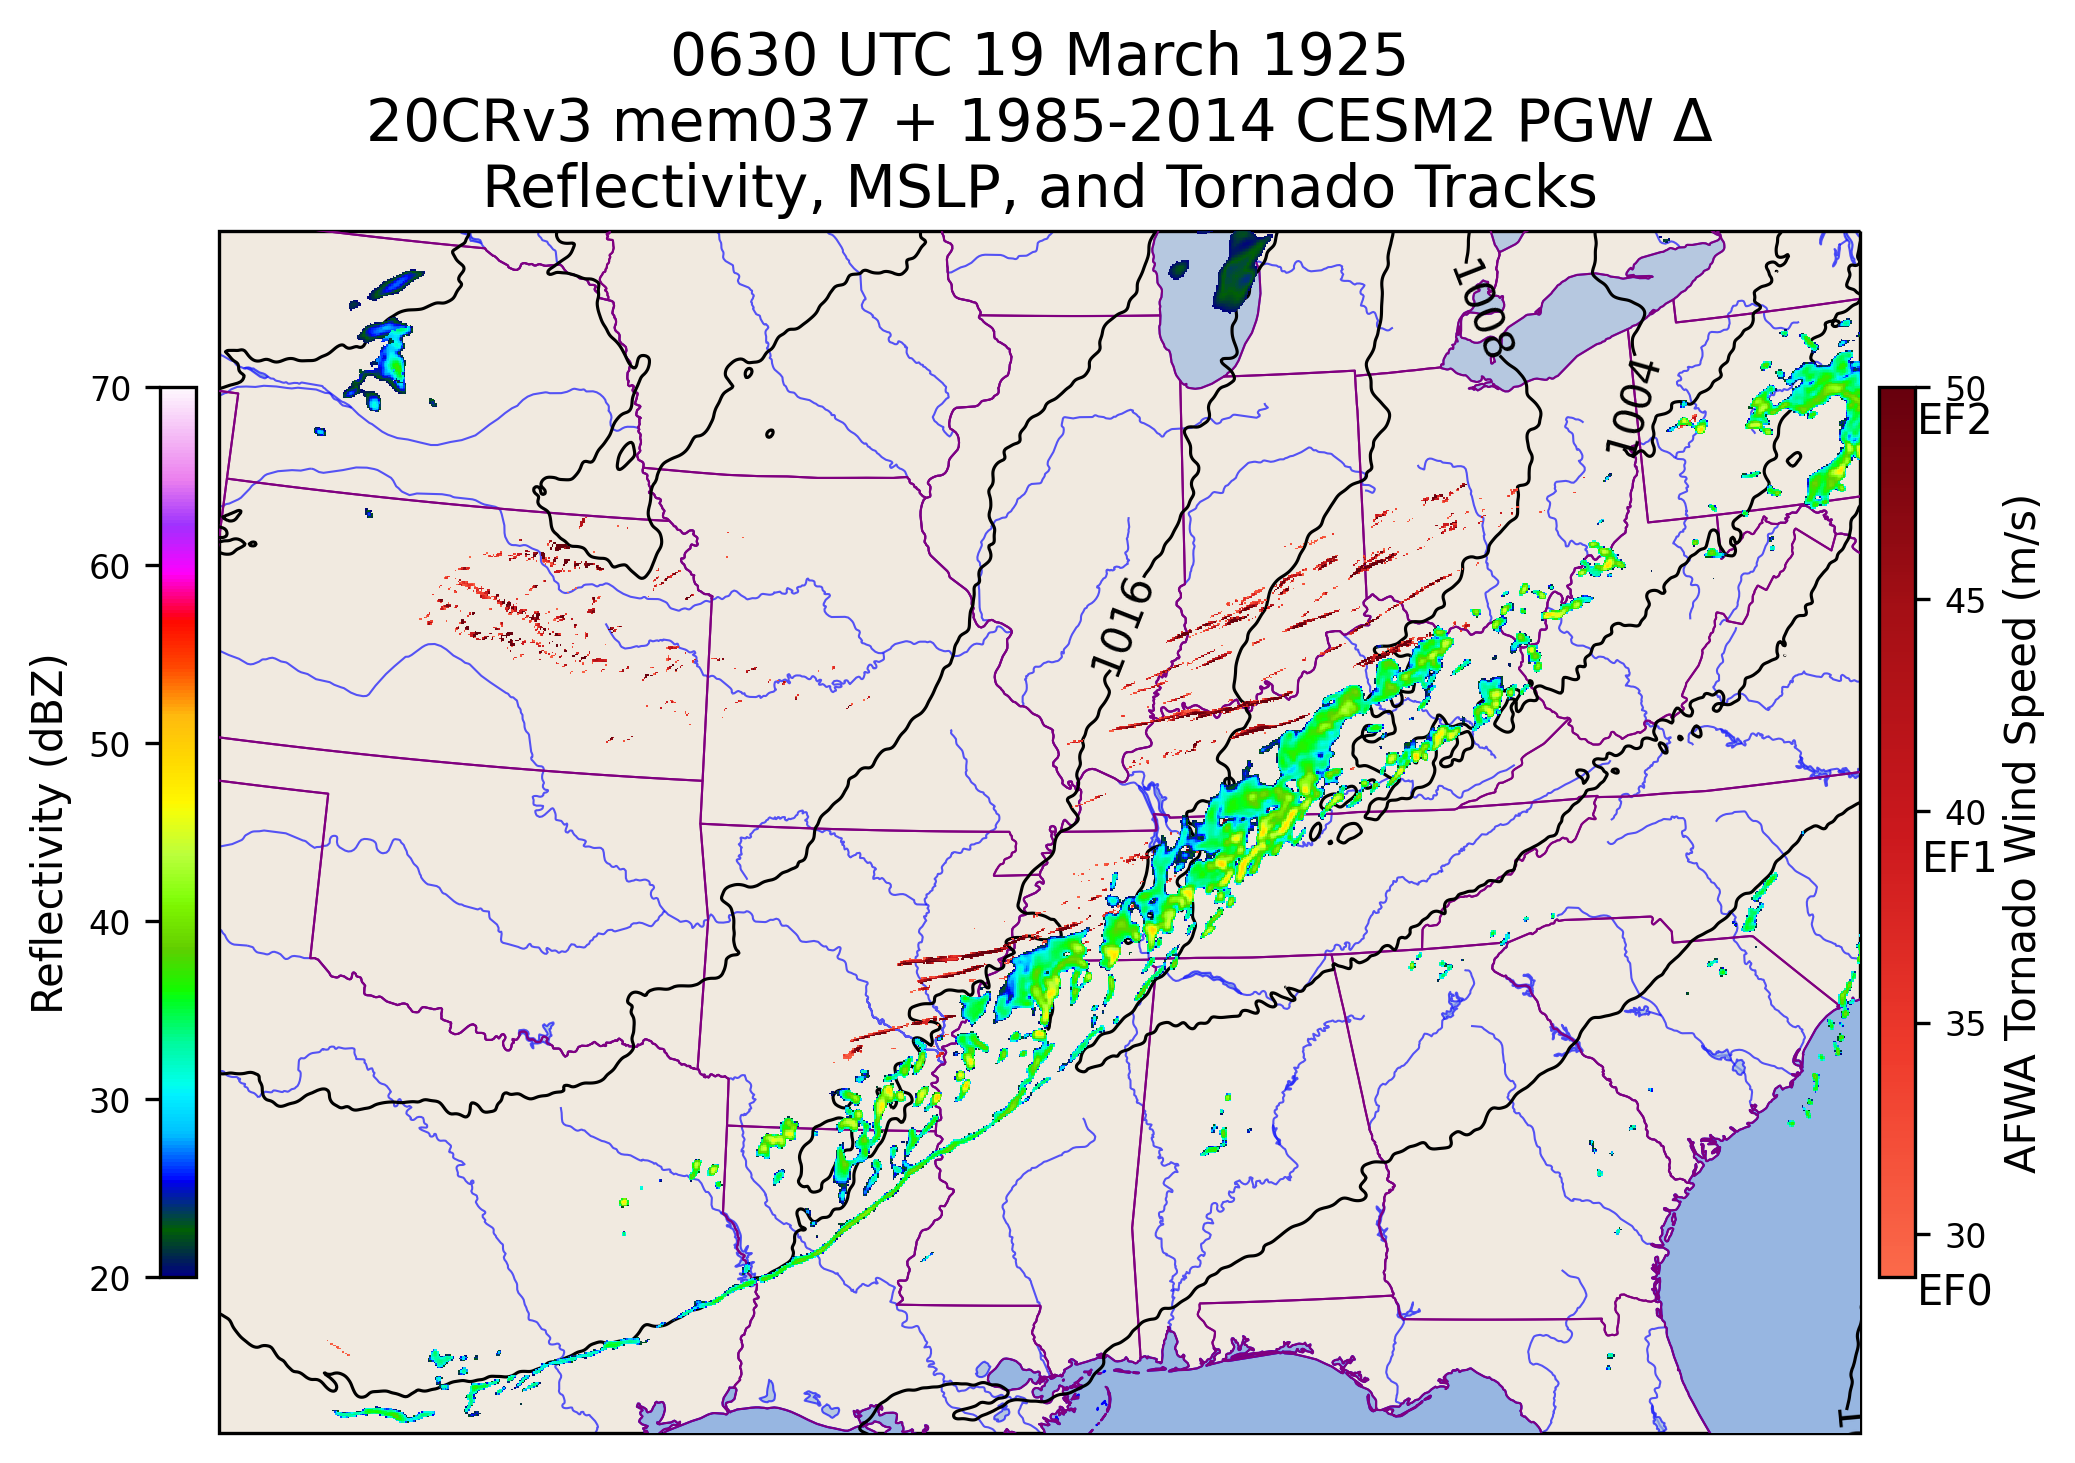 0630 UTC 19 March 1925
20CRv3 mem037 + 1985-2014 CESM2 PGW Δ
Reflectivity, MSLP, and Tornado Tracks
Reflectivity (dBZ)
70
60
50
40
30
20
1008
1004
1016
50
EF2
45
40
EF1
35
30
EF0
AFWA Tornado Wind Speed (m/s)